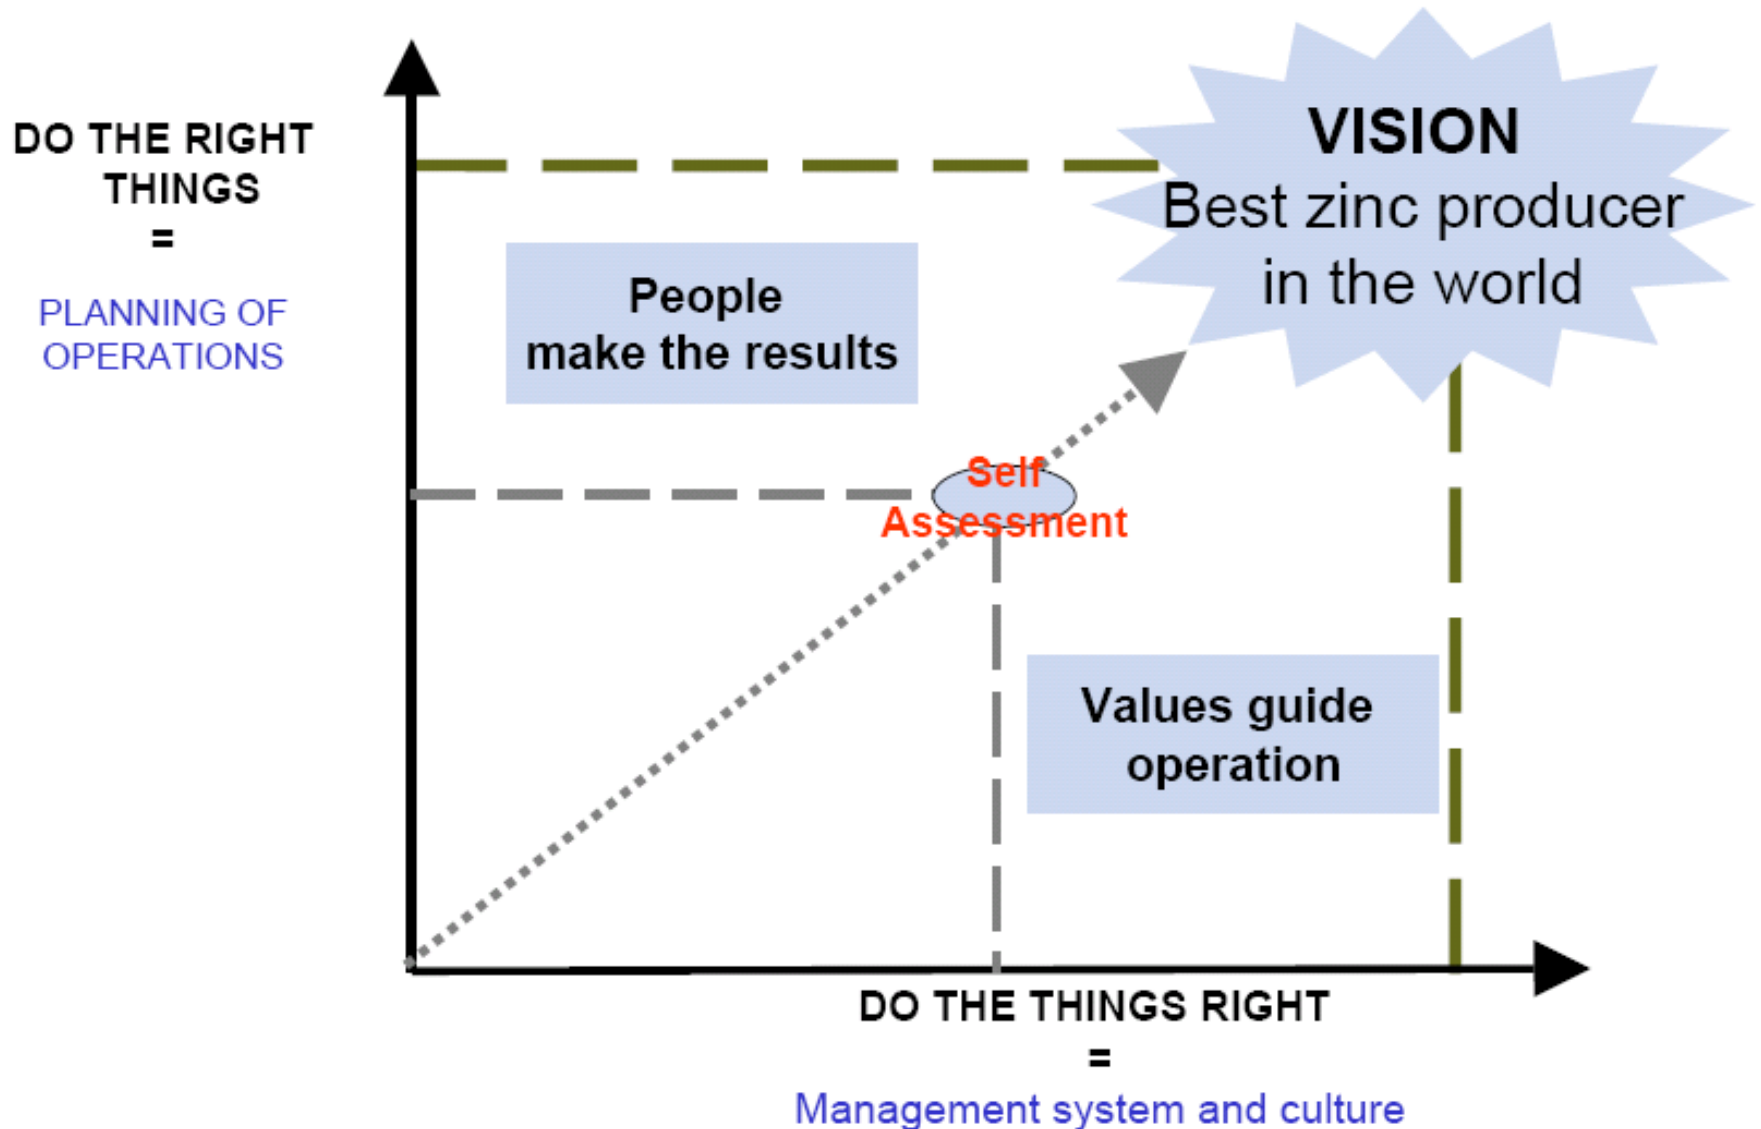 DO THE RIGHT
THINGS
=
PLANNING OF
OPERATIONS
VISION
Best zinc producer
in the world
People
make the results
Self
Assessment
Values guide
operation
DO THE THINGS RIGHT
=
Management system and culture